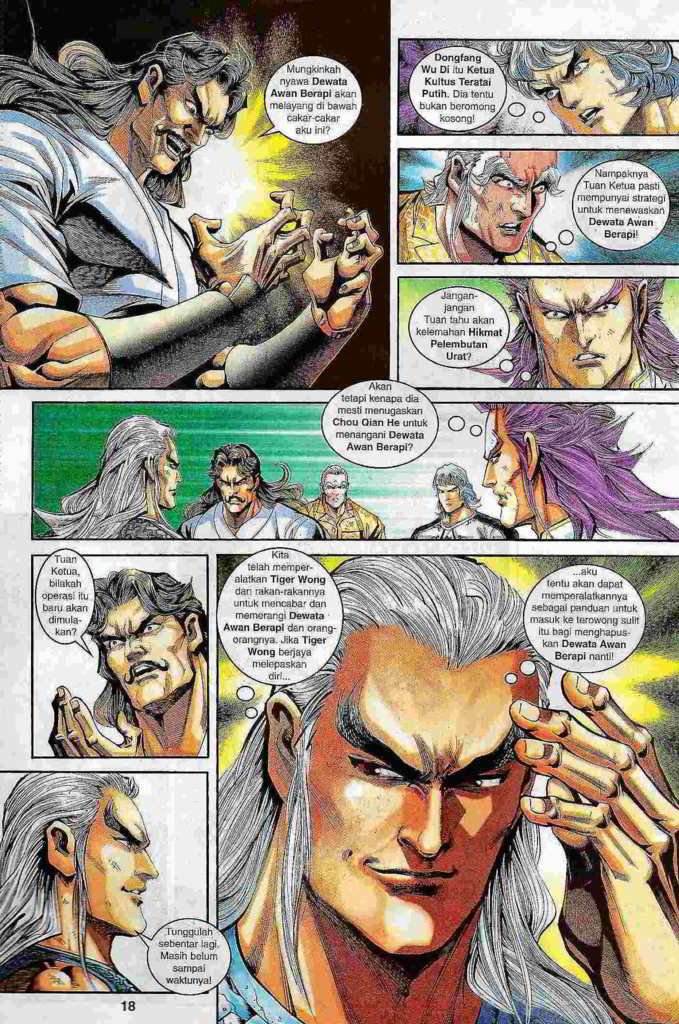 Mungkinkah
nyawa Dewata
Awan Berapi akan
melayang di bawah
cakar-cakar
aku ini?
Dongfang
Wu Di itu Ketua
Kultus Teratai
Putih. Dia tentu
bukan beromong
kosong!
Nampaknya
Tuan Ketua pasti
mempunyai strategi
untuk menewaskan
Dewata Awan
Berapi!
Jangan-
jangan
Tuan tahu akan
kelemahan Hikmat
Pelembutan
Urat?
Akan
tetapi kenapa dia
mesti menugaskan
Chou Qian He untuk
menangani Dewata
Awan Berapi?
Tuan
Ketua,
bilakah
operasi itu
baru akan
dimula-
kan?
Kita
telah memper-
alatkan Tiger Wong
dan rakan-rakannya
untuk mencabar dan
memerangi Dewata
Awan Berapi dan orang-
orangnya. Jika Tiger
Wong berjaya
melepaskan
diri...
...aku
tentu akan dapat
memperalatkannya
sebagai panduan untuk
masuk ke terowong sulit
itu bagi menghapus-
kan Dewata Awan
Berapi nanti!
Tunggulah
sebentar lagi.
Masih belum
sampai
waktunya!
18